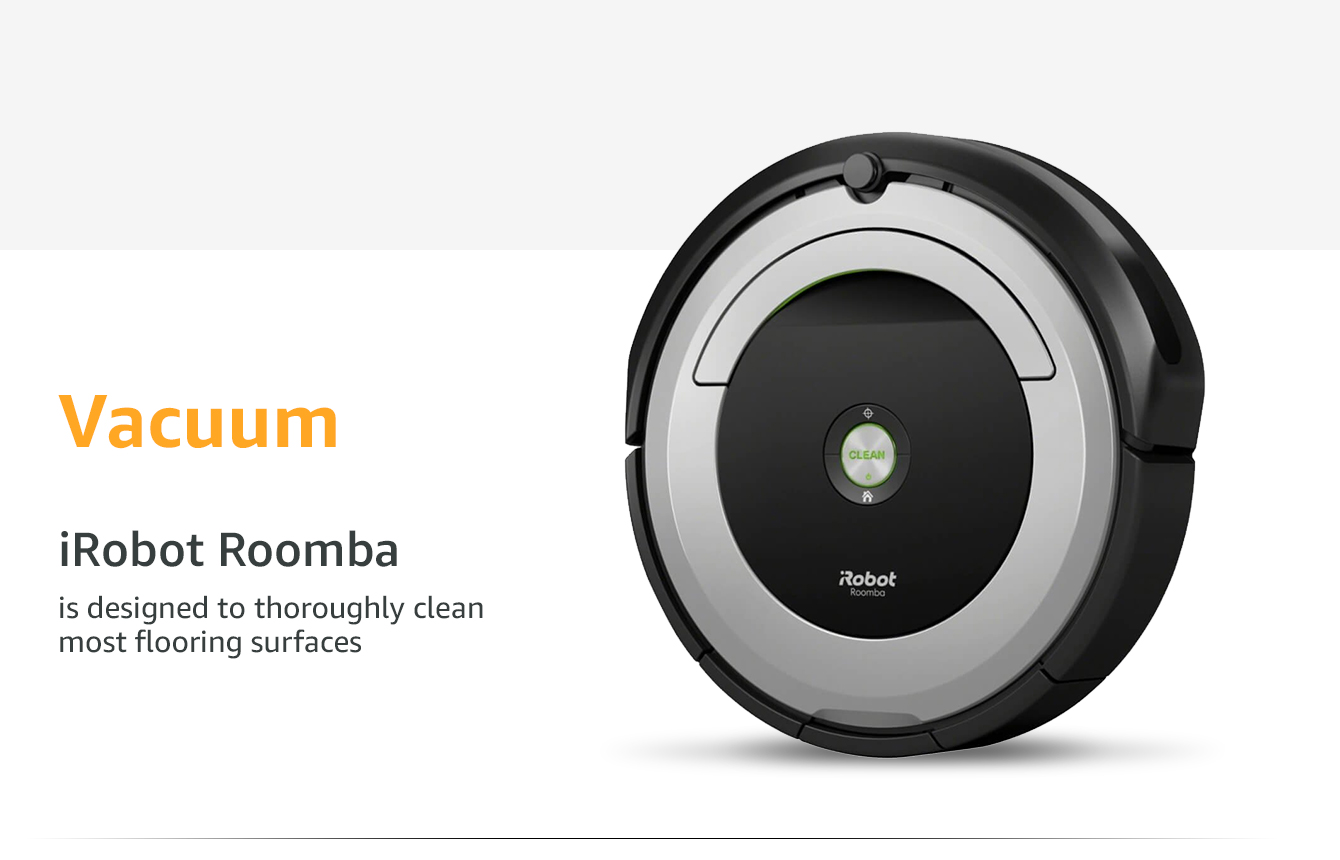 Vacuum
iRobot Roomba
is designed to thoroughly clean
most flooring surfaces
CLEAN
iRobot
Roomba